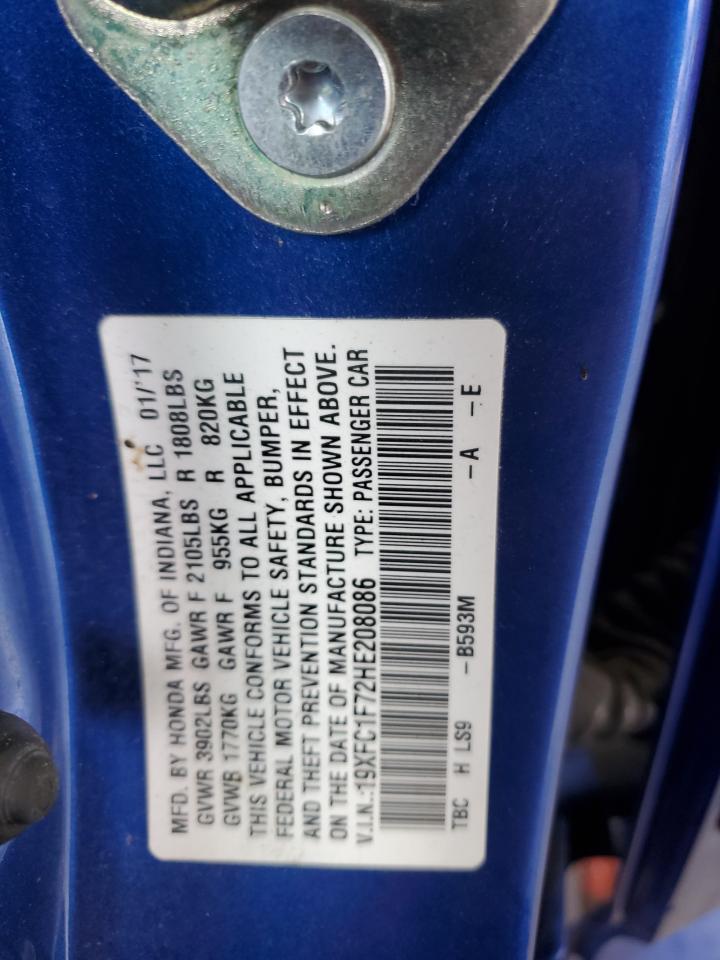 MFD. BY HONDA MFG. OF INDIANA, LLC 01/'17
GVWR 3902LBS GAWR F 2105LBS R 1808LBS
GVWR 1770KG GAWR F 955KG R 820KG
THIS VEHICLE CONFORMS TO ALL APPLICABLE
FEDERAL MOTOR VEHICLE SAFETY, BUMPER,
AND THEFT PREVENTION STANDARDS IN EFFECT
ON THE DATE OF MANUFACTURE SHOWN ABOVE.
V.I.N.:19XFC1F72HE208086 TYPE: PASSENGER CAR
TBC H LS9 -B593M -A -E